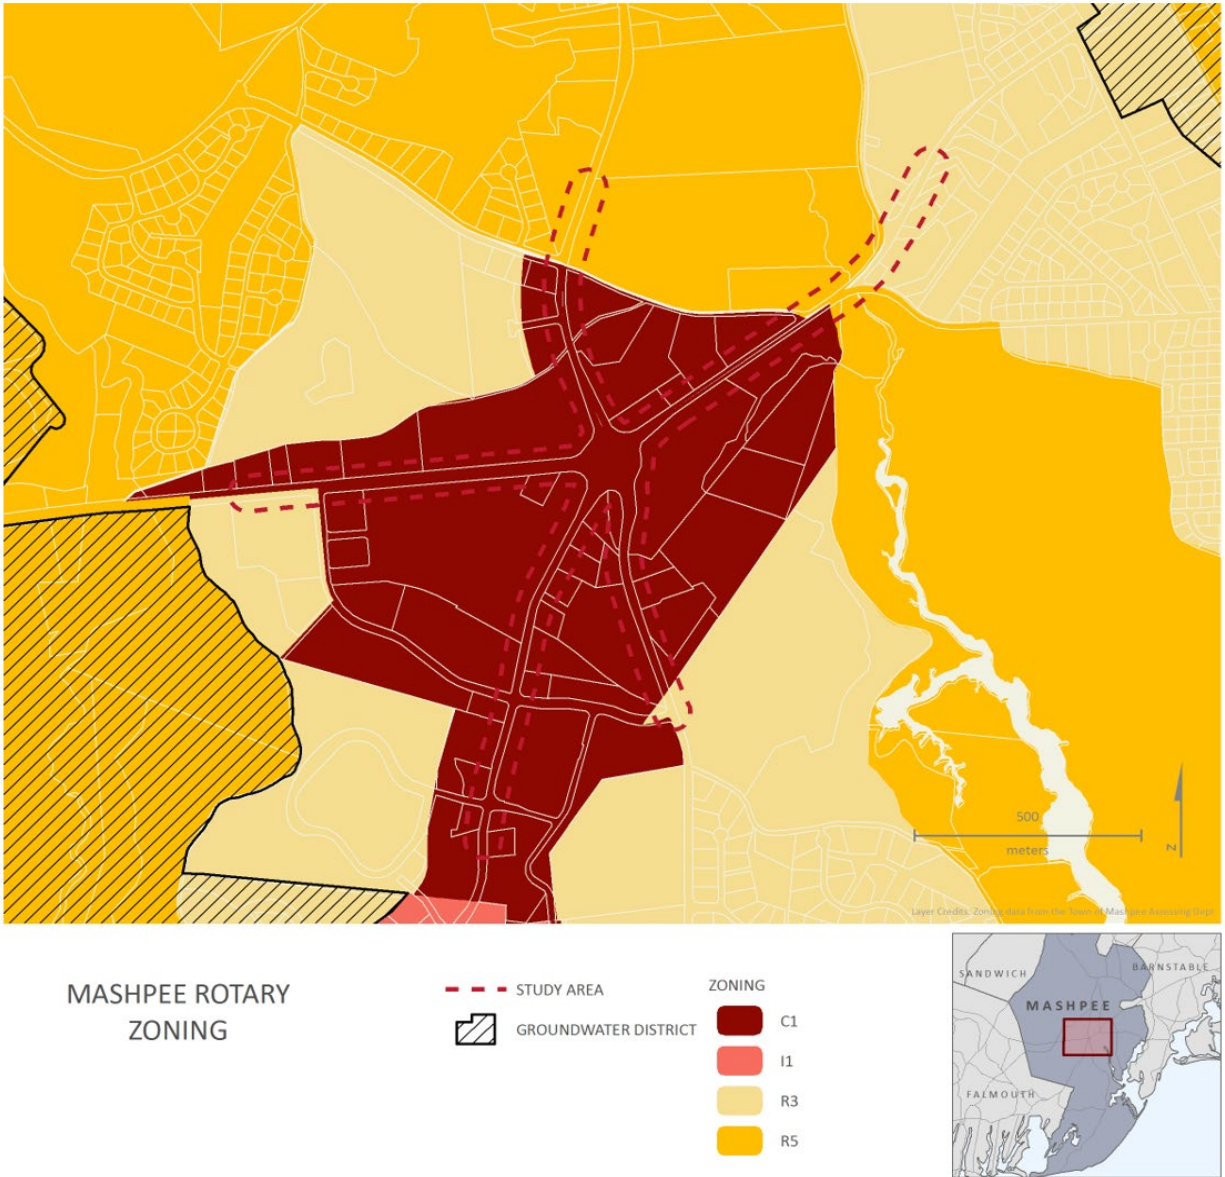 500
meters
N
Layer Credits: Zoning data from the Town of Mashpee Assessing Dept.
MASHPEE ROTARY
ZONING
STUDY AREA
GROUNDWATER DISTRICT
ZONING
C1
I1
R3
R5
SANDWICH
BARNSTABLE
MASHPEE
FALMOUTH